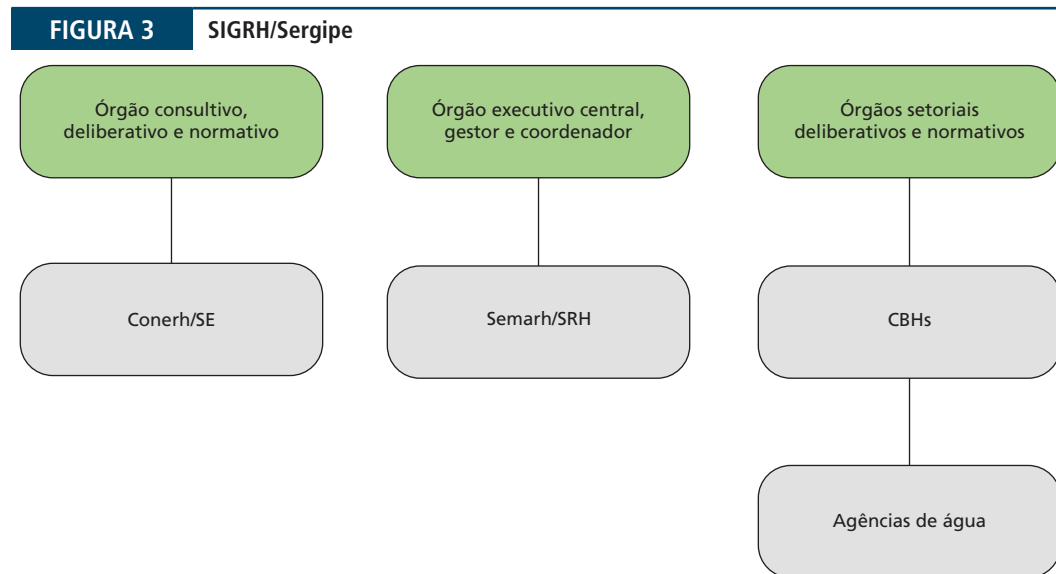 FIGURA 3 SIGRH/Sergipe
Órgão consultivo,
deliberativo e normativo
Órgão executivo central,
gestor e coordenador
Órgãos setoriais
deliberativos e normativos
Conerh/SE
Semarh/SRH
CBHs
Agências de água